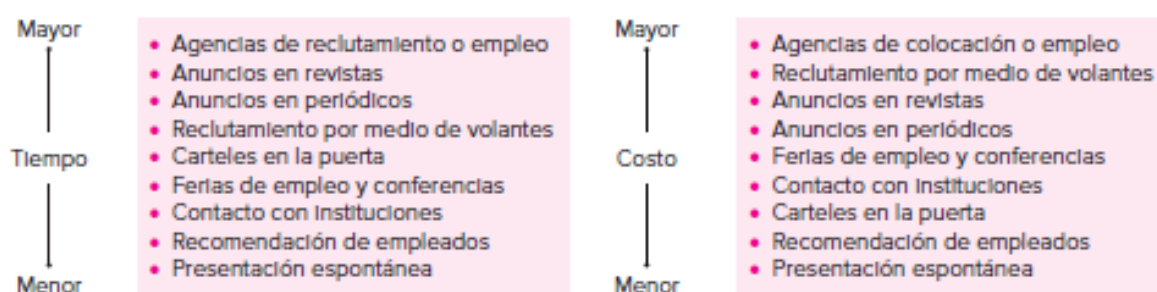 Mayor
• Agencias de reclutamiento o empleo
• Anuncios en revistas
• Anuncios en periódicos
• Reclutamiento por medio de volantes
Tiempo
• Carteles en la puerta
• Ferias de empleo y conferencias
• Contacto con instituciones
• Recomendación de empleados
• Presentación espontánea
Menor
Mayor
• Agencias de colocación o empleo
• Reclutamiento por medio de volantes
• Anuncios en revistas
• Anuncios en periódicos
Costo
• Ferias de empleo y conferencias
• Contacto con instituciones
• Carteles en la puerta
• Recomendación de empleados
• Presentación espontánea
Menor